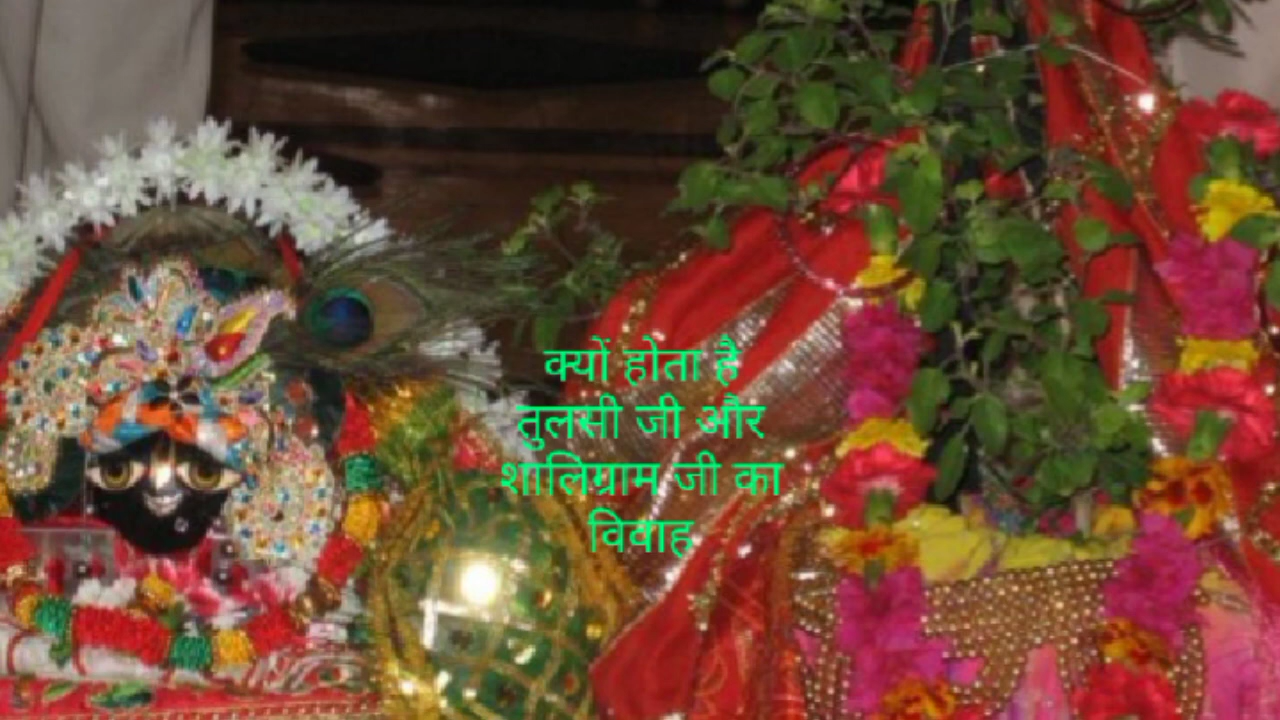 क्यों होता है
तुलसी जी और
शालिग्राम जी का
विवाह